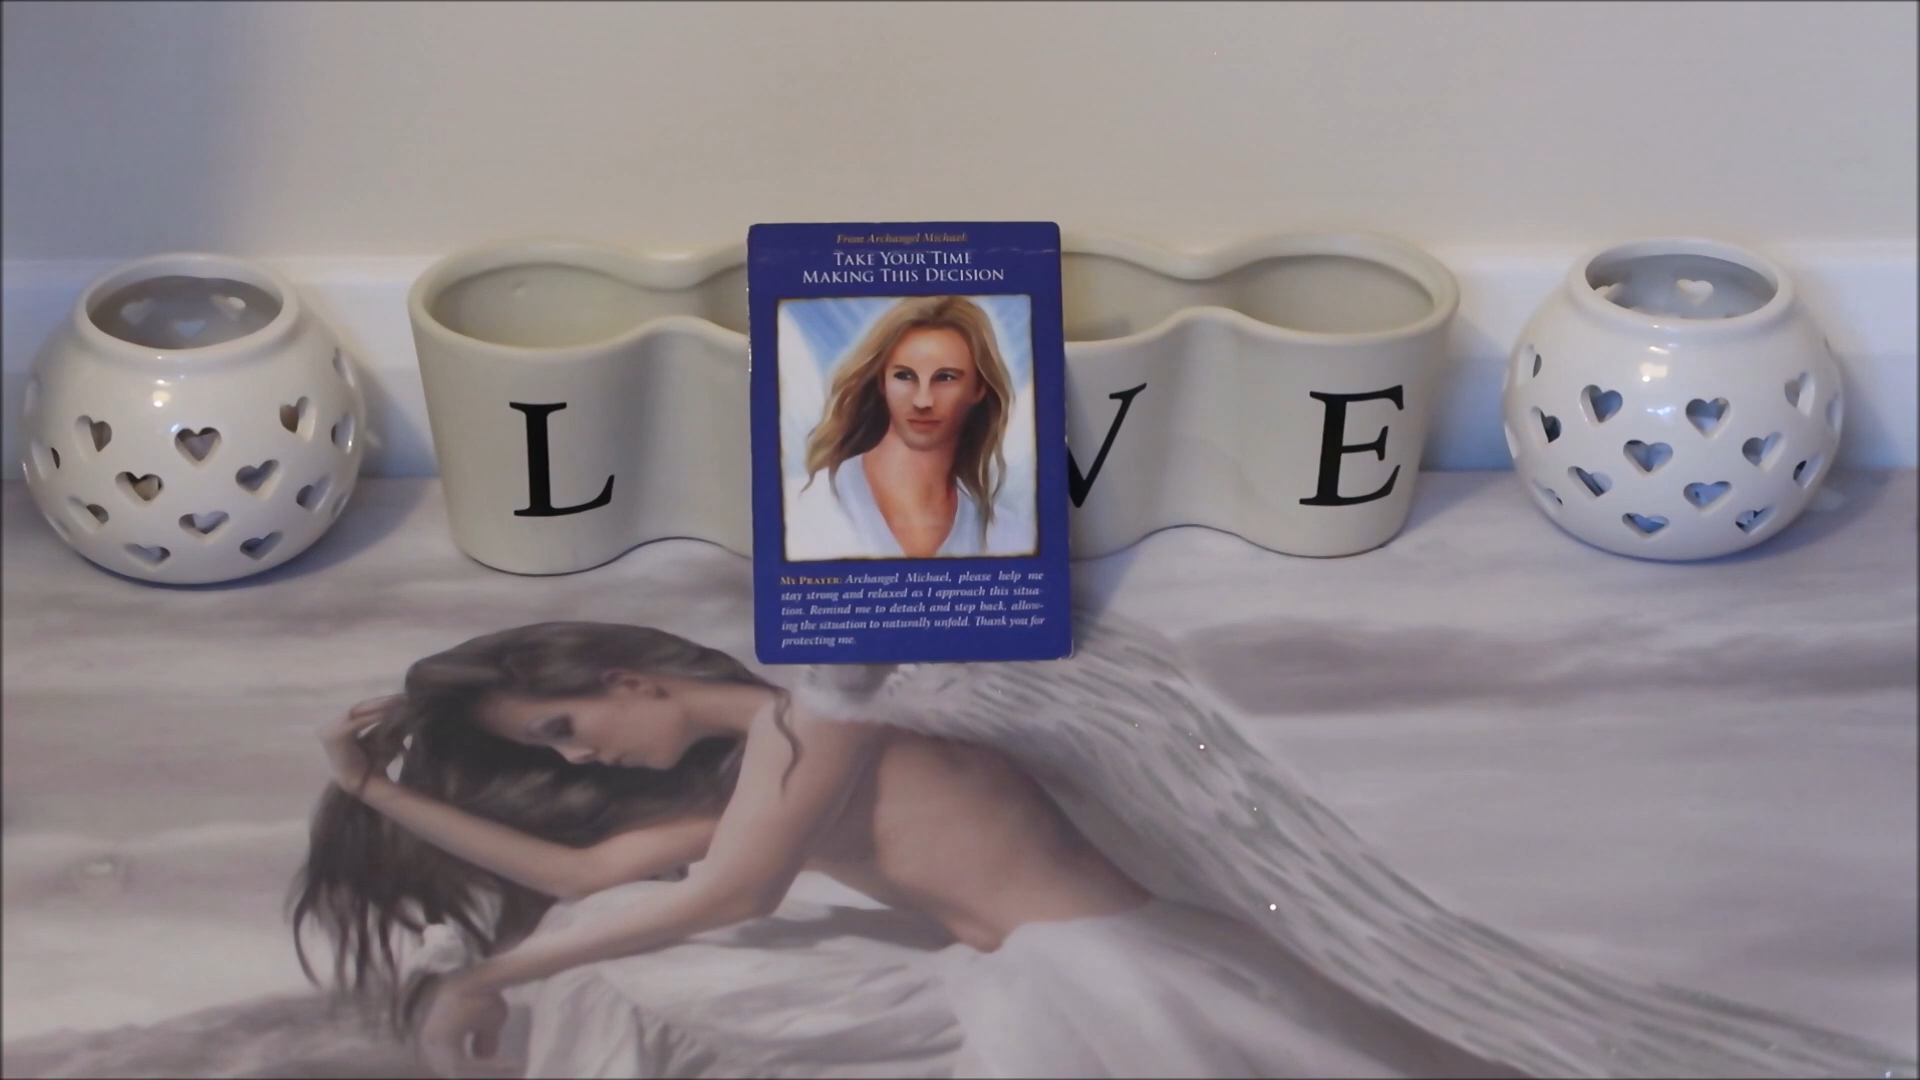 From Archangel Michael:
TAKE YOUR TIME
MAKING THIS DECISION
L V E
MY PRAYER: Archangel Michael, please help me
stay strong and relaxed as I approach this situa-
tion. Remind me to detach and step back, allow-
ing the situation to naturally unfold. Thank you for
protecting me.